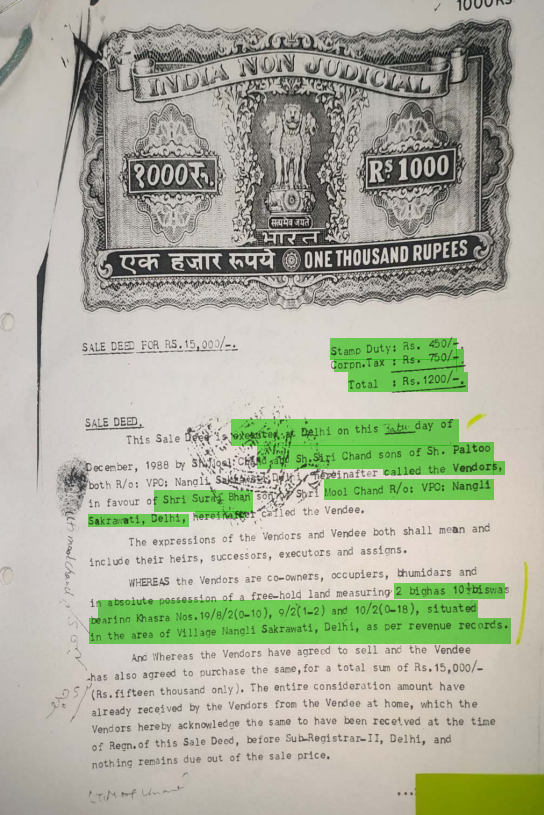 1000RS.
INDIA NON JUDICIAL
१०००रु.
Rs 1000
सत्यमेव जयते
भारत
एक हजार रुपये
ONE THOUSAND RUPEES
SALE DEED FOR RS.15,000/-.
Stamp Duty: Rs. 450/-.
Corpn.Tax : Rs. 750/-.
Total : Rs.1200/-.
SALE DEED.
This Sale Deed is executed at Delhi on this day of
December, 1988 by Sh.Mool Chand and Sh.Siri Chand sons of Sh. Paltoo
both R/o: VPO: Nangli Sakrawati Delhi, hereinafter called the Vendors,
in favour of Shri Suraj Bhan son of Shri Mool Chand R/o: VPO: Nangli
Sakrawati, Delhi, hereinafter called the Vendee.
The expressions of the Vendors and Vendee both shall mean and
include their heirs, successors, executors and assigns.
WHEREAS the Vendors are co-owners, occupiers, bhumidars and
in absolute possession of a free-hold land measuring 2 bighas 10½biswas
bearing Khasra Nos.19/8/2(0-10), 9/2(1-2) and 10/2(0-18), situated
in the area of Village Nangli Sakrawati, Delhi, as per revenue records.
And Whereas the Vendors have agreed to sell and the Vendee
has also agreed to purchase the same,for a total sum of Rs.15,000/-
(Rs.fifteen thousand only). The entire consideration amount have
already received by the Vendors from the Vendee at home, which the
Vendors hereby acknowledge the same to have been received at the time
of Regn.of this Sale Deed, before Sub-Registrar-II, Delhi, and
nothing remains due out of the sale price.